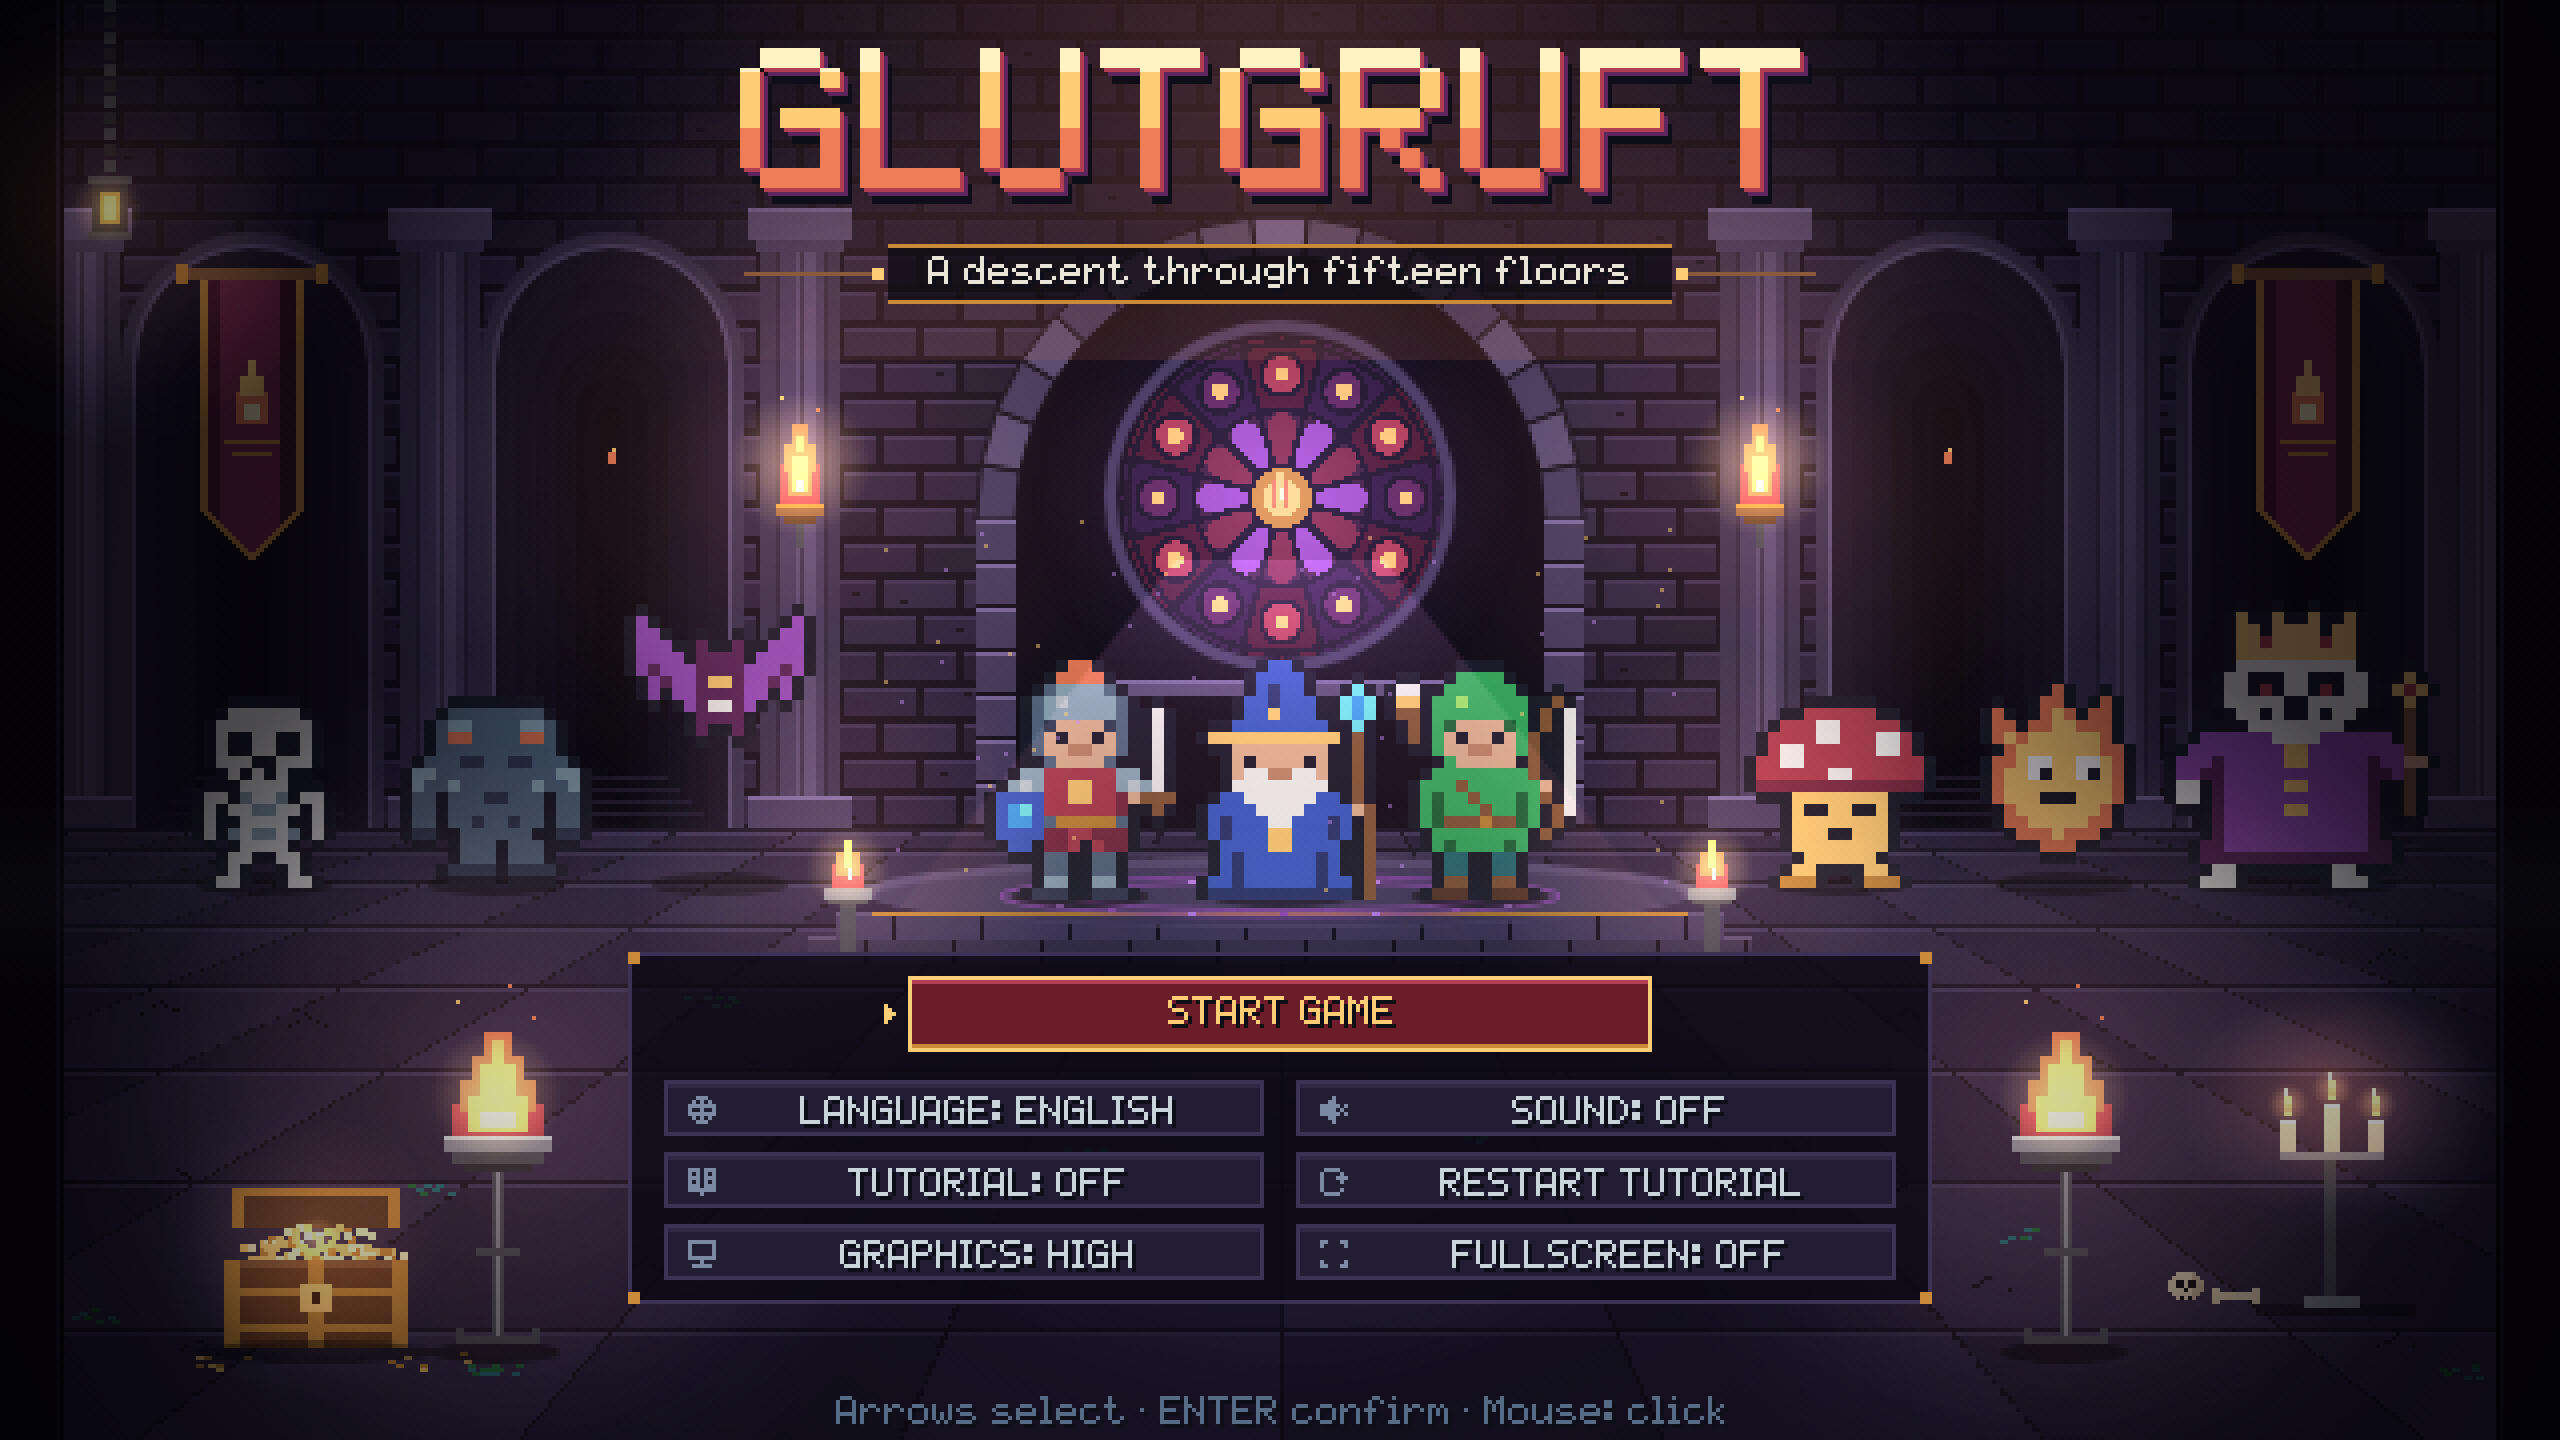 GLUTGRUFT
A descent through fifteen floors
START GAME
LANGUAGE: ENGLISH
SOUND: OFF
TUTORIAL: OFF
RESTART TUTORIAL
GRAPHICS: HIGH
FULLSCREEN: OFF
Arrows select · ENTER confirm · Mouse: click